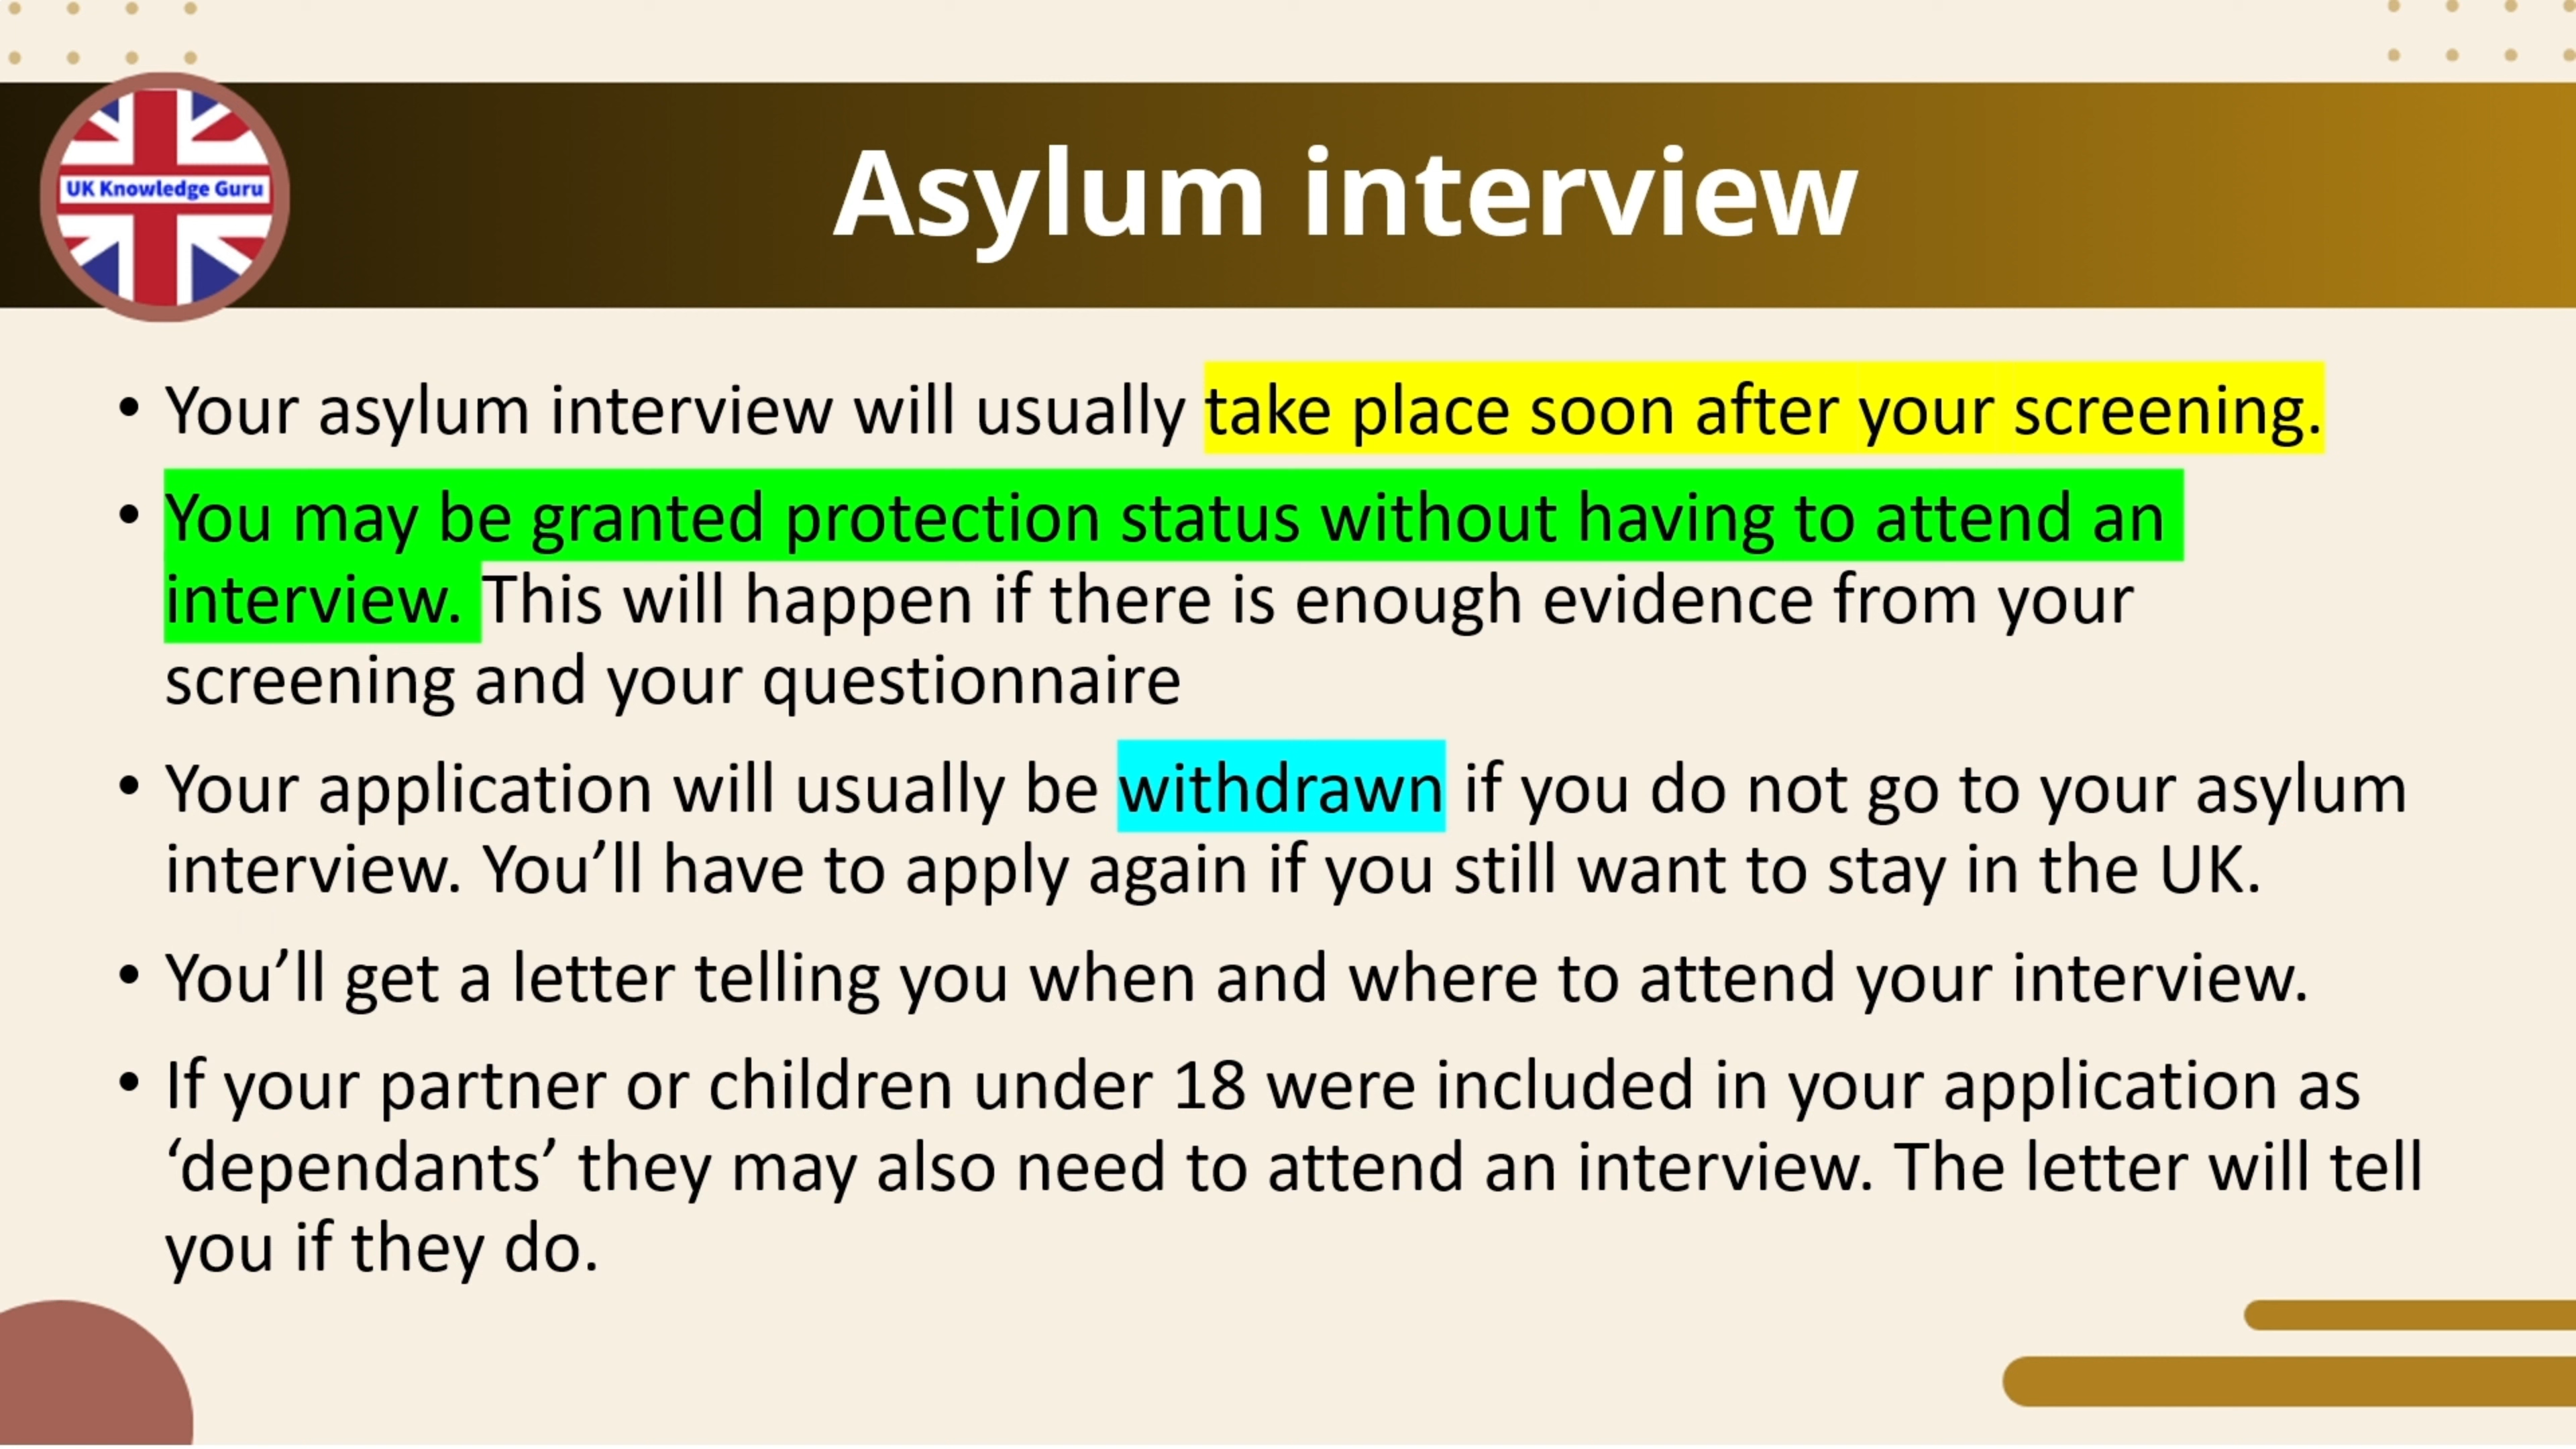 UK Knowledge Guru
Asylum interview
• Your asylum interview will usually take place soon after your screening.
• You may be granted protection status without having to attend an
interview. This will happen if there is enough evidence from your
screening and your questionnaire
• Your application will usually be withdrawn if you do not go to your asylum
interview. You’ll have to apply again if you still want to stay in the UK.
• You’ll get a letter telling you when and where to attend your interview.
• If your partner or children under 18 were included in your application as
‘dependants’ they may also need to attend an interview. The letter will tell
you if they do.